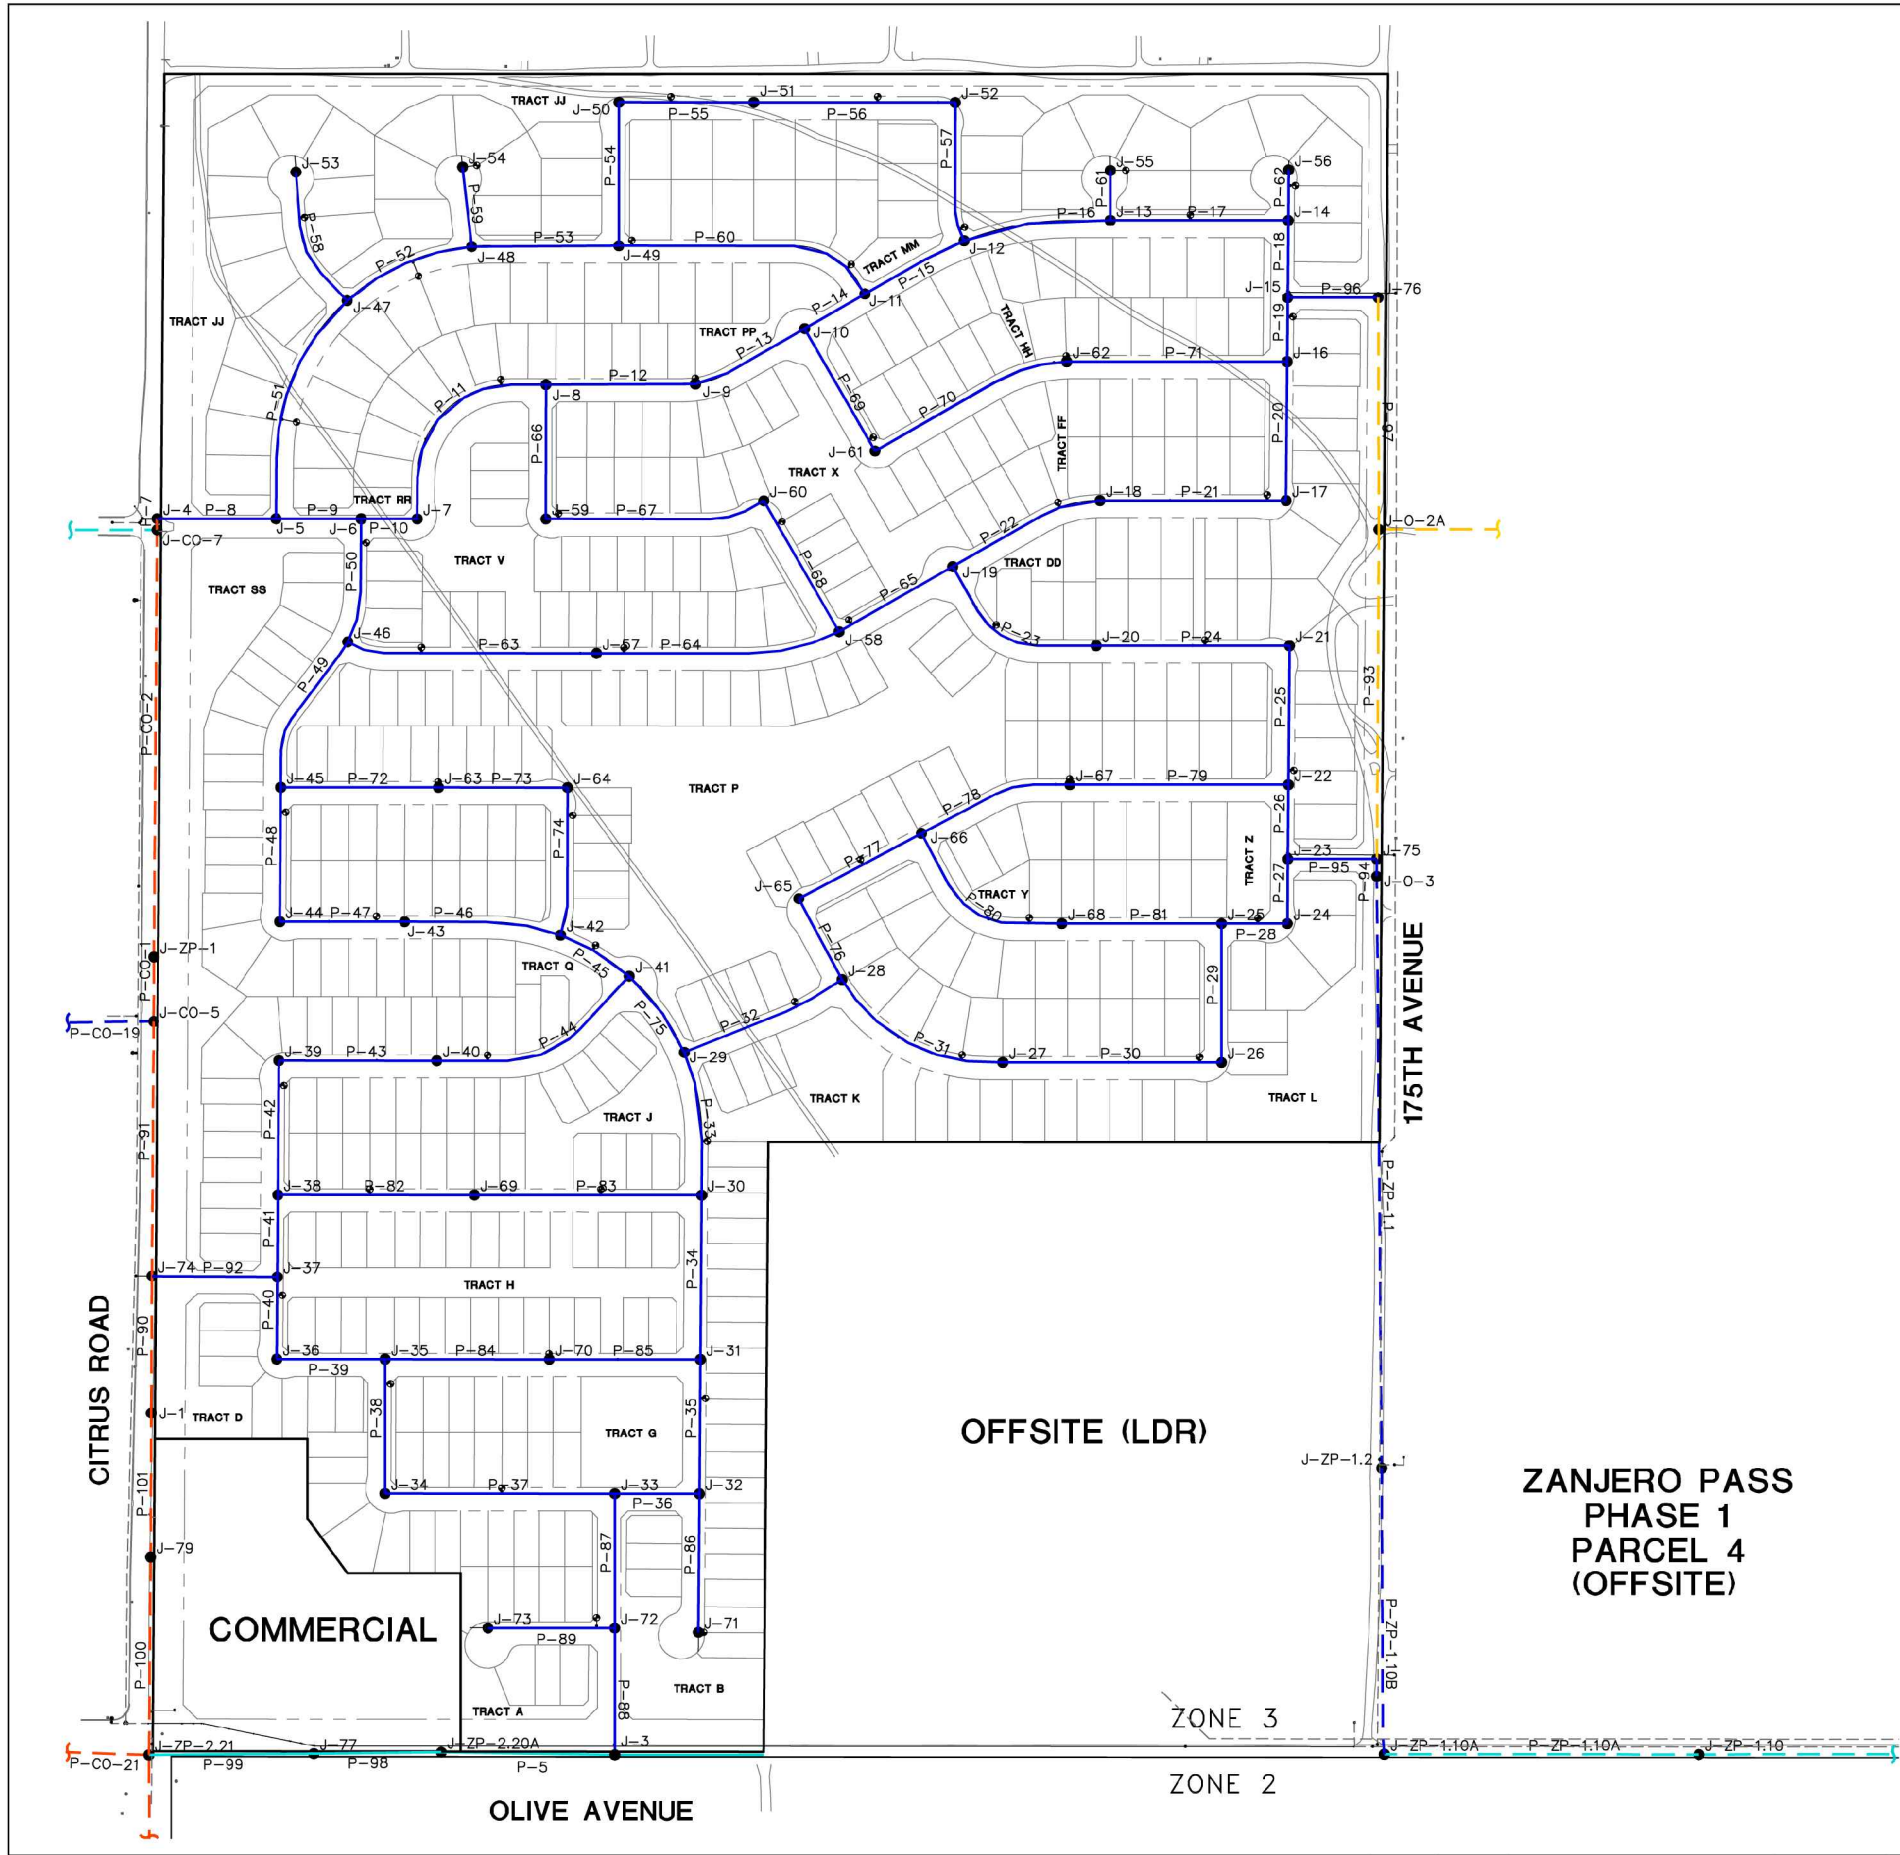 TRACT JJ
J-50
J-51
J-52
P-55
P-56
P-57
P-54
J-53
J-54
J-55
J-56
P-61
P-62
P-59
P-58
P-16
J-13
P-17
J-14
P-52
P-53
P-60
J-48
J-49
TRACT MM
J-12
P-18
P-15
J-47
J-11
J-15
P-96
J-76
TRACT JJ
P-14
TRACT PP
J-10
TRACT HH
P-19
P-13
J-62
P-71
J-16
P-12
J-8
J-9
P-11
P-51
P-69
P-70
P-20
P-97
P-66
TRACT FF
J-61
TRACT X
TRACT RR
J-60
J-18
P-21
J-17
P-7
J-4
P-8
P-9
J-5
J-6
P-10
J-7
J-59
P-67
P-22
J-O-2A
J-CO-7
P-50
TRACT V
TRACT DD
J-19
P-68
P-65
TRACT SS
J-46
P-63
J-57
P-64
J-58
P-23
J-20
P-24
J-21
P-49
P-93
P-CO-2
P-25
J-45
P-72
J-63
P-73
J-64
TRACT P
J-67
P-79
J-22
P-78
P-26
P-48
P-74
P-77
J-66
TRACT Z
J-23
P-95
J-75
P-94
J-O-3
J-65
TRACT Y
P-27
P-80
J-44
P-47
P-46
J-43
J-42
J-68
P-81
J-25
P-28
J-24
175TH AVENUE
J-ZP-1
P-CO-1
TRACT Q
P-45
J-41
P-76
J-28
P-29
J-CO-5
P-CO-19
P-75
P-32
P-44
P-31
J-39
P-43
J-40
J-29
J-27
P-30
J-26
P-42
TRACT J
TRACT K
TRACT L
P-91
P-33
P-ZP-1.1
J-38
P-82
J-69
P-83
J-30
P-41
P-34
J-74
P-92
J-37
TRACT H
P-90
P-40
CITRUS ROAD
J-36
P-39
J-35
P-84
J-70
P-85
J-31
P-38
P-35
J-1
TRACT D
TRACT G
OFFSITE (LDR)
J-ZP-1.2
P-101
J-34
P-37
J-33
P-36
J-32
ZANJERO PASS
PHASE 1
PARCEL 4
(OFFSITE)
J-79
P-87
P-86
COMMERCIAL
J-73
P-89
J-72
J-71
P-100
P-ZP-1.10B
P-88
TRACT B
TRACT A
ZONE 3
J-ZP-2.21
J-77
J-ZP-2.20A
J-3
J-ZP-1.10A
P-ZP-1.10A
J-ZP-1.10
P-CO-21
P-99
P-98
P-5
ZONE 2
OLIVE AVENUE